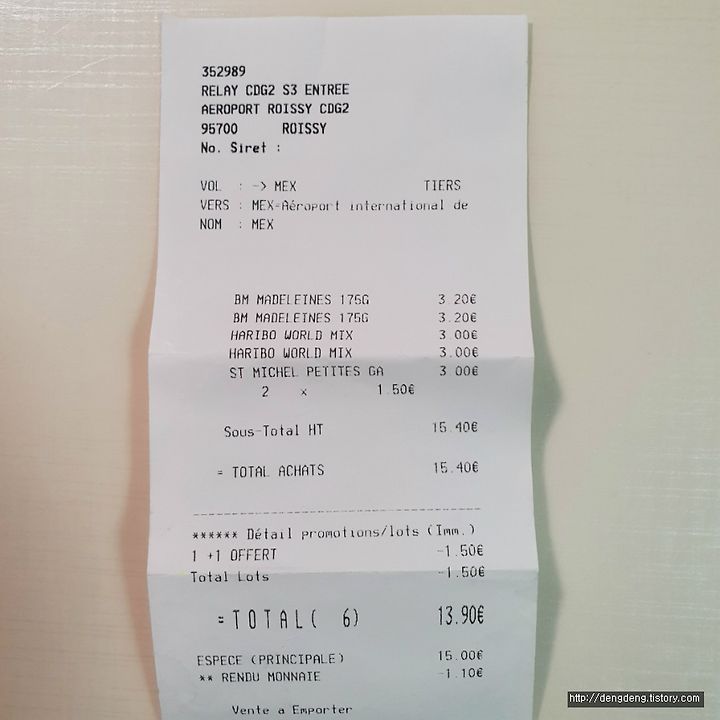 352989
RELAY CDG2 S3 ENTREE
AEROPORT ROISSY CDG2
95700 ROISSY
No. Siret :
VOL : -> MEX TIERS
VERS : MEX=Aéroport international de
NOM : MEX
BM MADELEINES 175G 3.20€
BM MADELEINES 175G 3.20€
HARIBO WORLD MIX 3.00€
HARIBO WORLD MIX 3.00€
ST MICHEL PETITES GA 3.00€
2 x 1.50€
Sous-Total HT 15.40€
= TOTAL ACHATS 15.40€
****** Détail promotions/lots (Imm.)
1 +1 OFFERT -1.50€
Total Lots -1.50€
=TOTAL( 6) 13.90€
ESPECE (PRINCIPALE) 15.00€
** RENDU MONNAIE -1.10€
Vente a Emporter
http://dengdeng.tistory.com